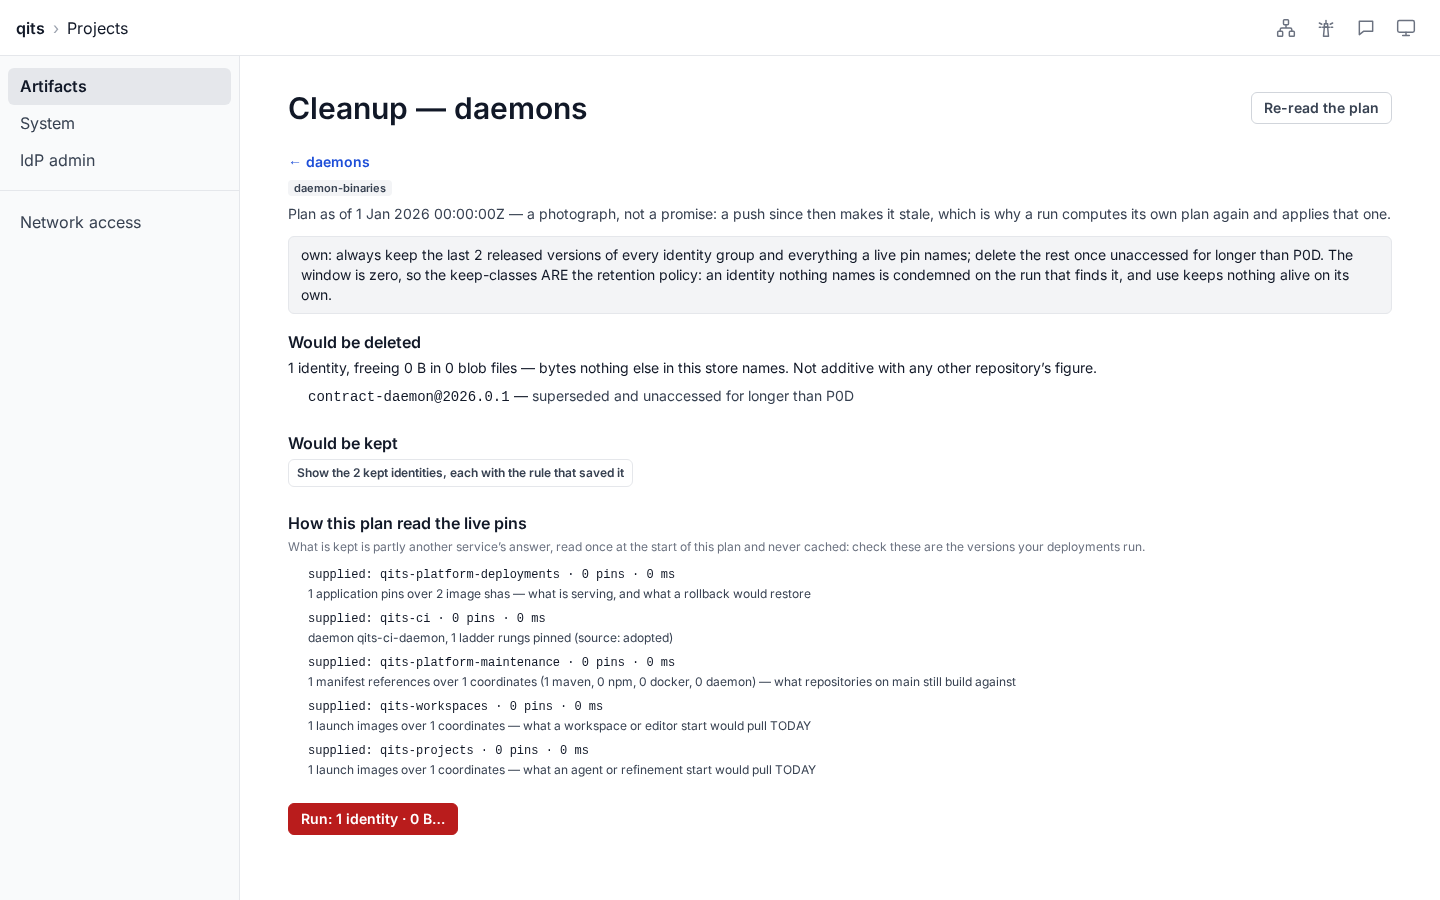 qits › Projects
Artifacts
System
IdP admin
Network access
Cleanup — daemons
Re-read the plan
← daemons
daemon-binaries
Plan as of 1 Jan 2026 00:00:00Z — a photograph, not a promise: a push since then makes it stale, which is why a run computes its own plan again and applies that one.
own: always keep the last 2 released versions of every identity group and everything a live pin names; delete the rest once unaccessed for longer than P0D. The
window is zero, so the keep-classes ARE the retention policy: an identity nothing names is condemned on the run that finds it, and use keeps nothing alive on its
own.
Would be deleted
1 identity, freeing 0 B in 0 blob files — bytes nothing else in this store names. Not additive with any other repository’s figure.
contract-daemon@2026.0.1 — superseded and unaccessed for longer than P0D
Would be kept
Show the 2 kept identities, each with the rule that saved it
How this plan read the live pins
What is kept is partly another service’s answer, read once at the start of this plan and never cached: check these are the versions your deployments run.
supplied: qits-platform-deployments · 0 pins · 0 ms
1 application pins over 2 image shas — what is serving, and what a rollback would restore
supplied: qits-ci · 0 pins · 0 ms
daemon qits-ci-daemon, 1 ladder rungs pinned (source: adopted)
supplied: qits-platform-maintenance · 0 pins · 0 ms
1 manifest references over 1 coordinates (1 maven, 0 npm, 0 docker, 0 daemon) — what repositories on main still build against
supplied: qits-workspaces · 0 pins · 0 ms
1 launch images over 1 coordinates — what a workspace or editor start would pull TODAY
supplied: qits-projects · 0 pins · 0 ms
1 launch images over 1 coordinates — what an agent or refinement start would pull TODAY
Run: 1 identity · 0 B…